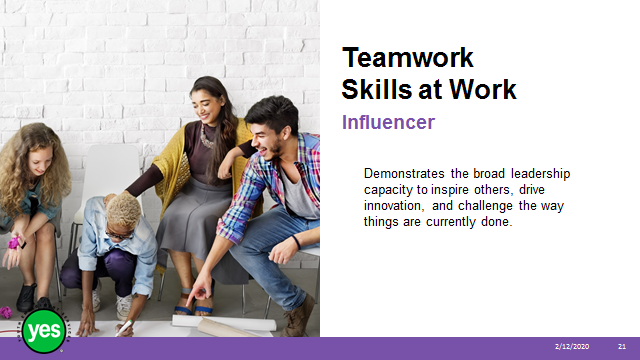 Teamwork
Skills at Work
Influencer
Demonstrates the broad leadership
capacity to inspire others, drive
innovation, and challenge the way
things are currently done.
yes
2/12/2020
21